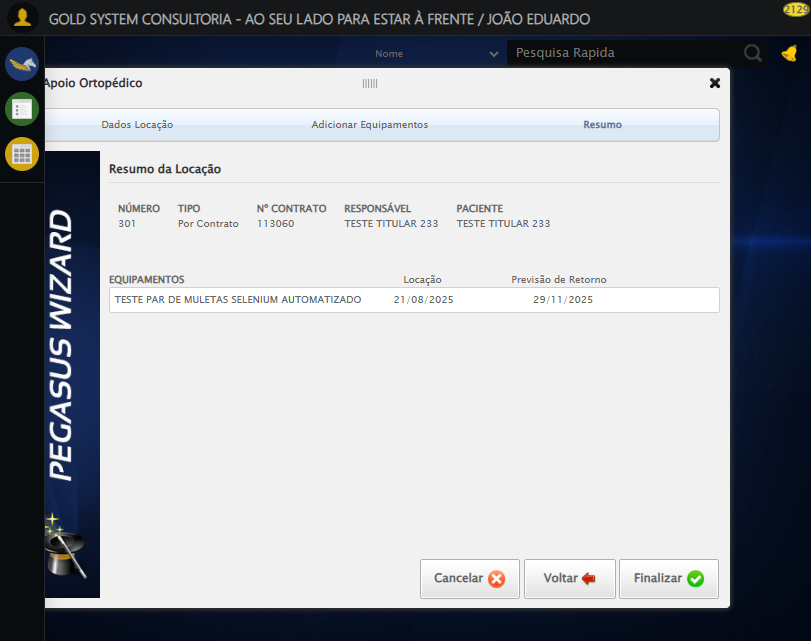 GOLD SYSTEM CONSULTORIA - AO SEU LADO PARA ESTAR À FRENTE / JOÃO EDUARDO
2129
Nome
Pesquisa Rapida
Apoio Ortopédico
Dados Locação
Adicionar Equipamentos
Resumo
PEGASUS WIZARD
Resumo da Locação
NÚMERO TIPO Nº CONTRATO RESPONSÁVEL PACIENTE
301 Por Contrato 113060 TESTE TITULAR 233 TESTE TITULAR 233
EQUIPAMENTOS Locação Previsão de Retorno
TESTE PAR DE MULETAS SELENIUM AUTOMATIZADO 21/08/2025 29/11/2025
Cancelar
Voltar
Finalizar